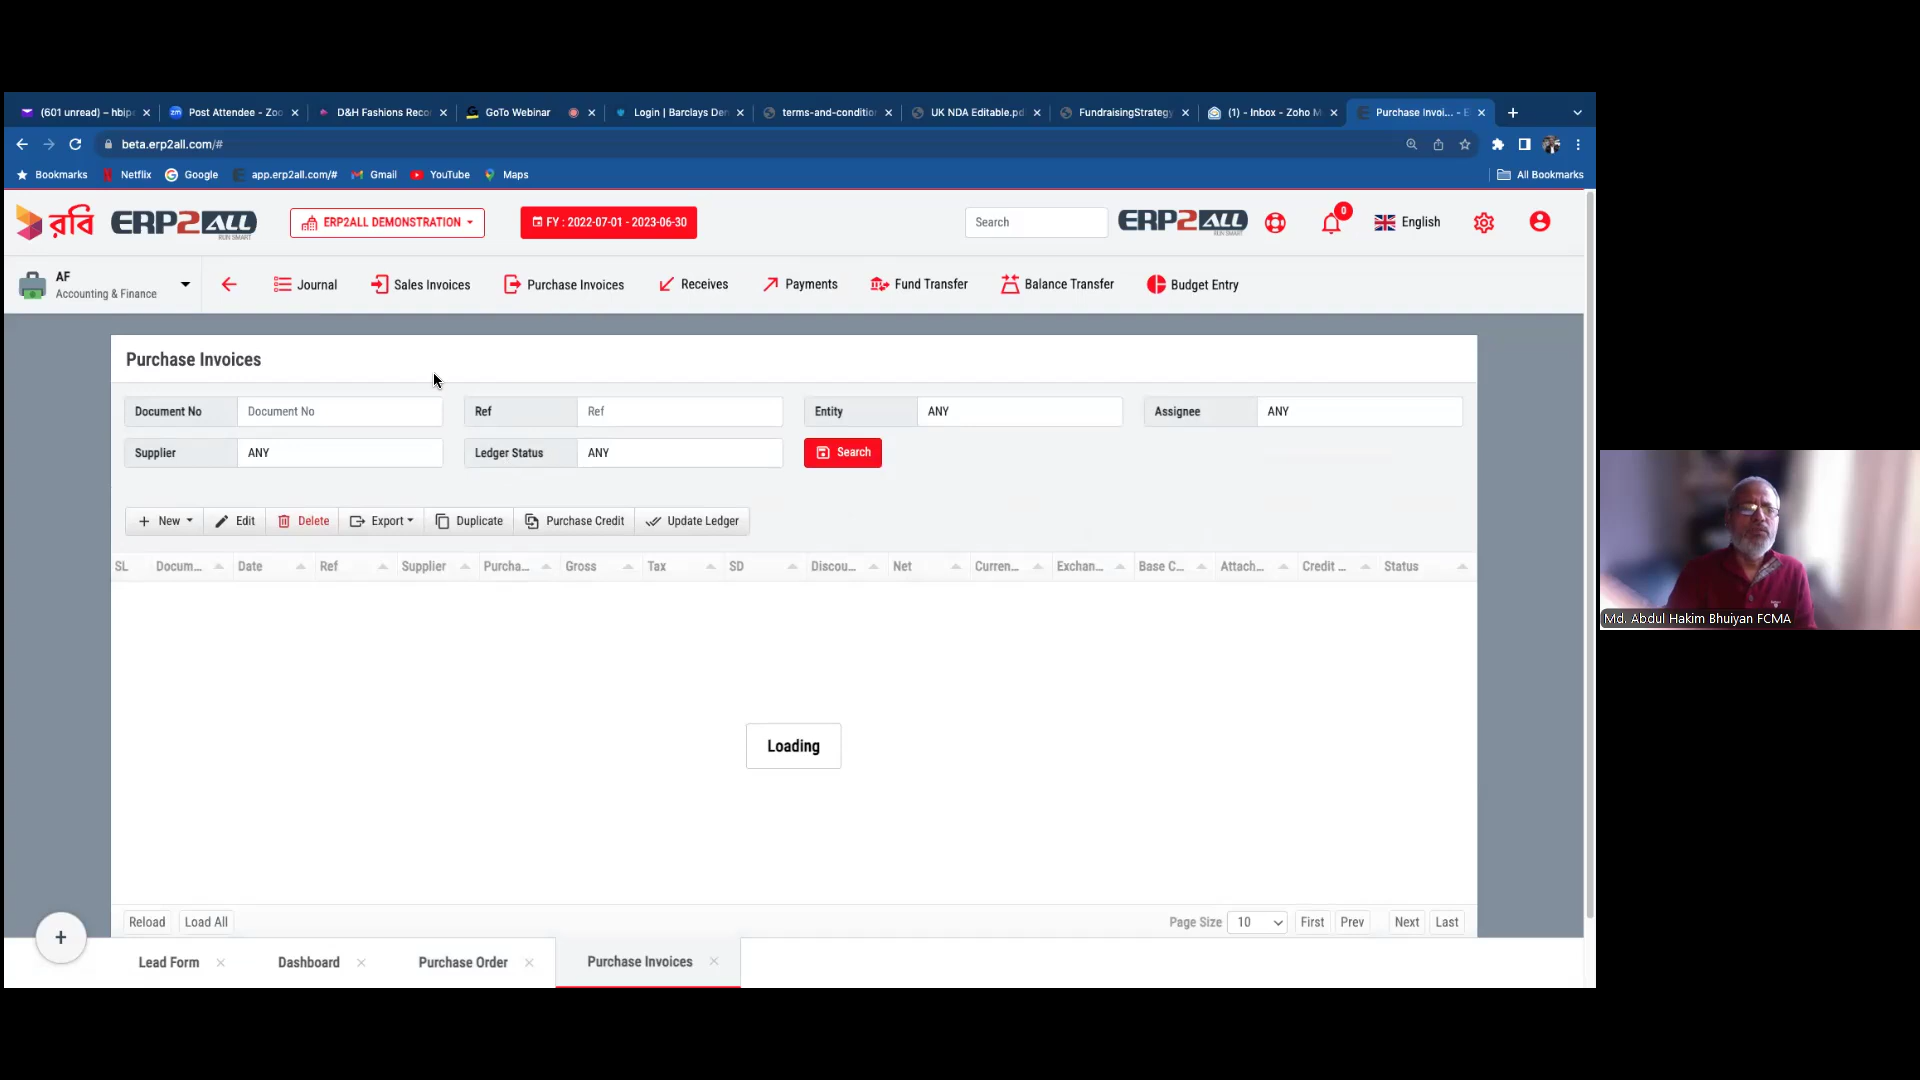 (601 unread) – hbipe
Post Attendee - Zoo
D&H Fashions Reco
GoTo Webinar
Login | Barclays De
terms-and-conditio
UK NDA Editable.pd
FundraisingStrategy
(1) - Inbox - Zoho M
Purchase Invoi... - E
beta.erp2all.com/#
Bookmarks
Netflix
Google
app.erp2all.com/#
Gmail
YouTube
Maps
All Bookmarks
রবি
ERP2ALL
RUN SMART
ERP2ALL DEMONSTRATION
FY : 2022-07-01 - 2023-06-30
Search
ERP2ALL
RUN SMART
0
English
AF
Accounting & Finance
Journal
Sales Invoices
Purchase Invoices
Receives
Payments
Fund Transfer
Balance Transfer
Budget Entry
Purchase Invoices
Document No
Document No
Ref
Ref
Entity
ANY
Assignee
ANY
Supplier
ANY
Ledger Status
ANY
Search
New
Edit
Delete
Export
Duplicate
Purchase Credit
Update Ledger
SL
Docum...
Date
Ref
Supplier
Purcha...
Gross
Tax
SD
Discou...
Net
Curren...
Exchan...
Base C...
Attach...
Credit ...
Status
Loading
Reload
Load All
Page Size
10
First
Prev
Next
Last
+
Lead Form
Dashboard
Purchase Order
Purchase Invoices
Md. Abdul Hakim Bhuiyan FCMA